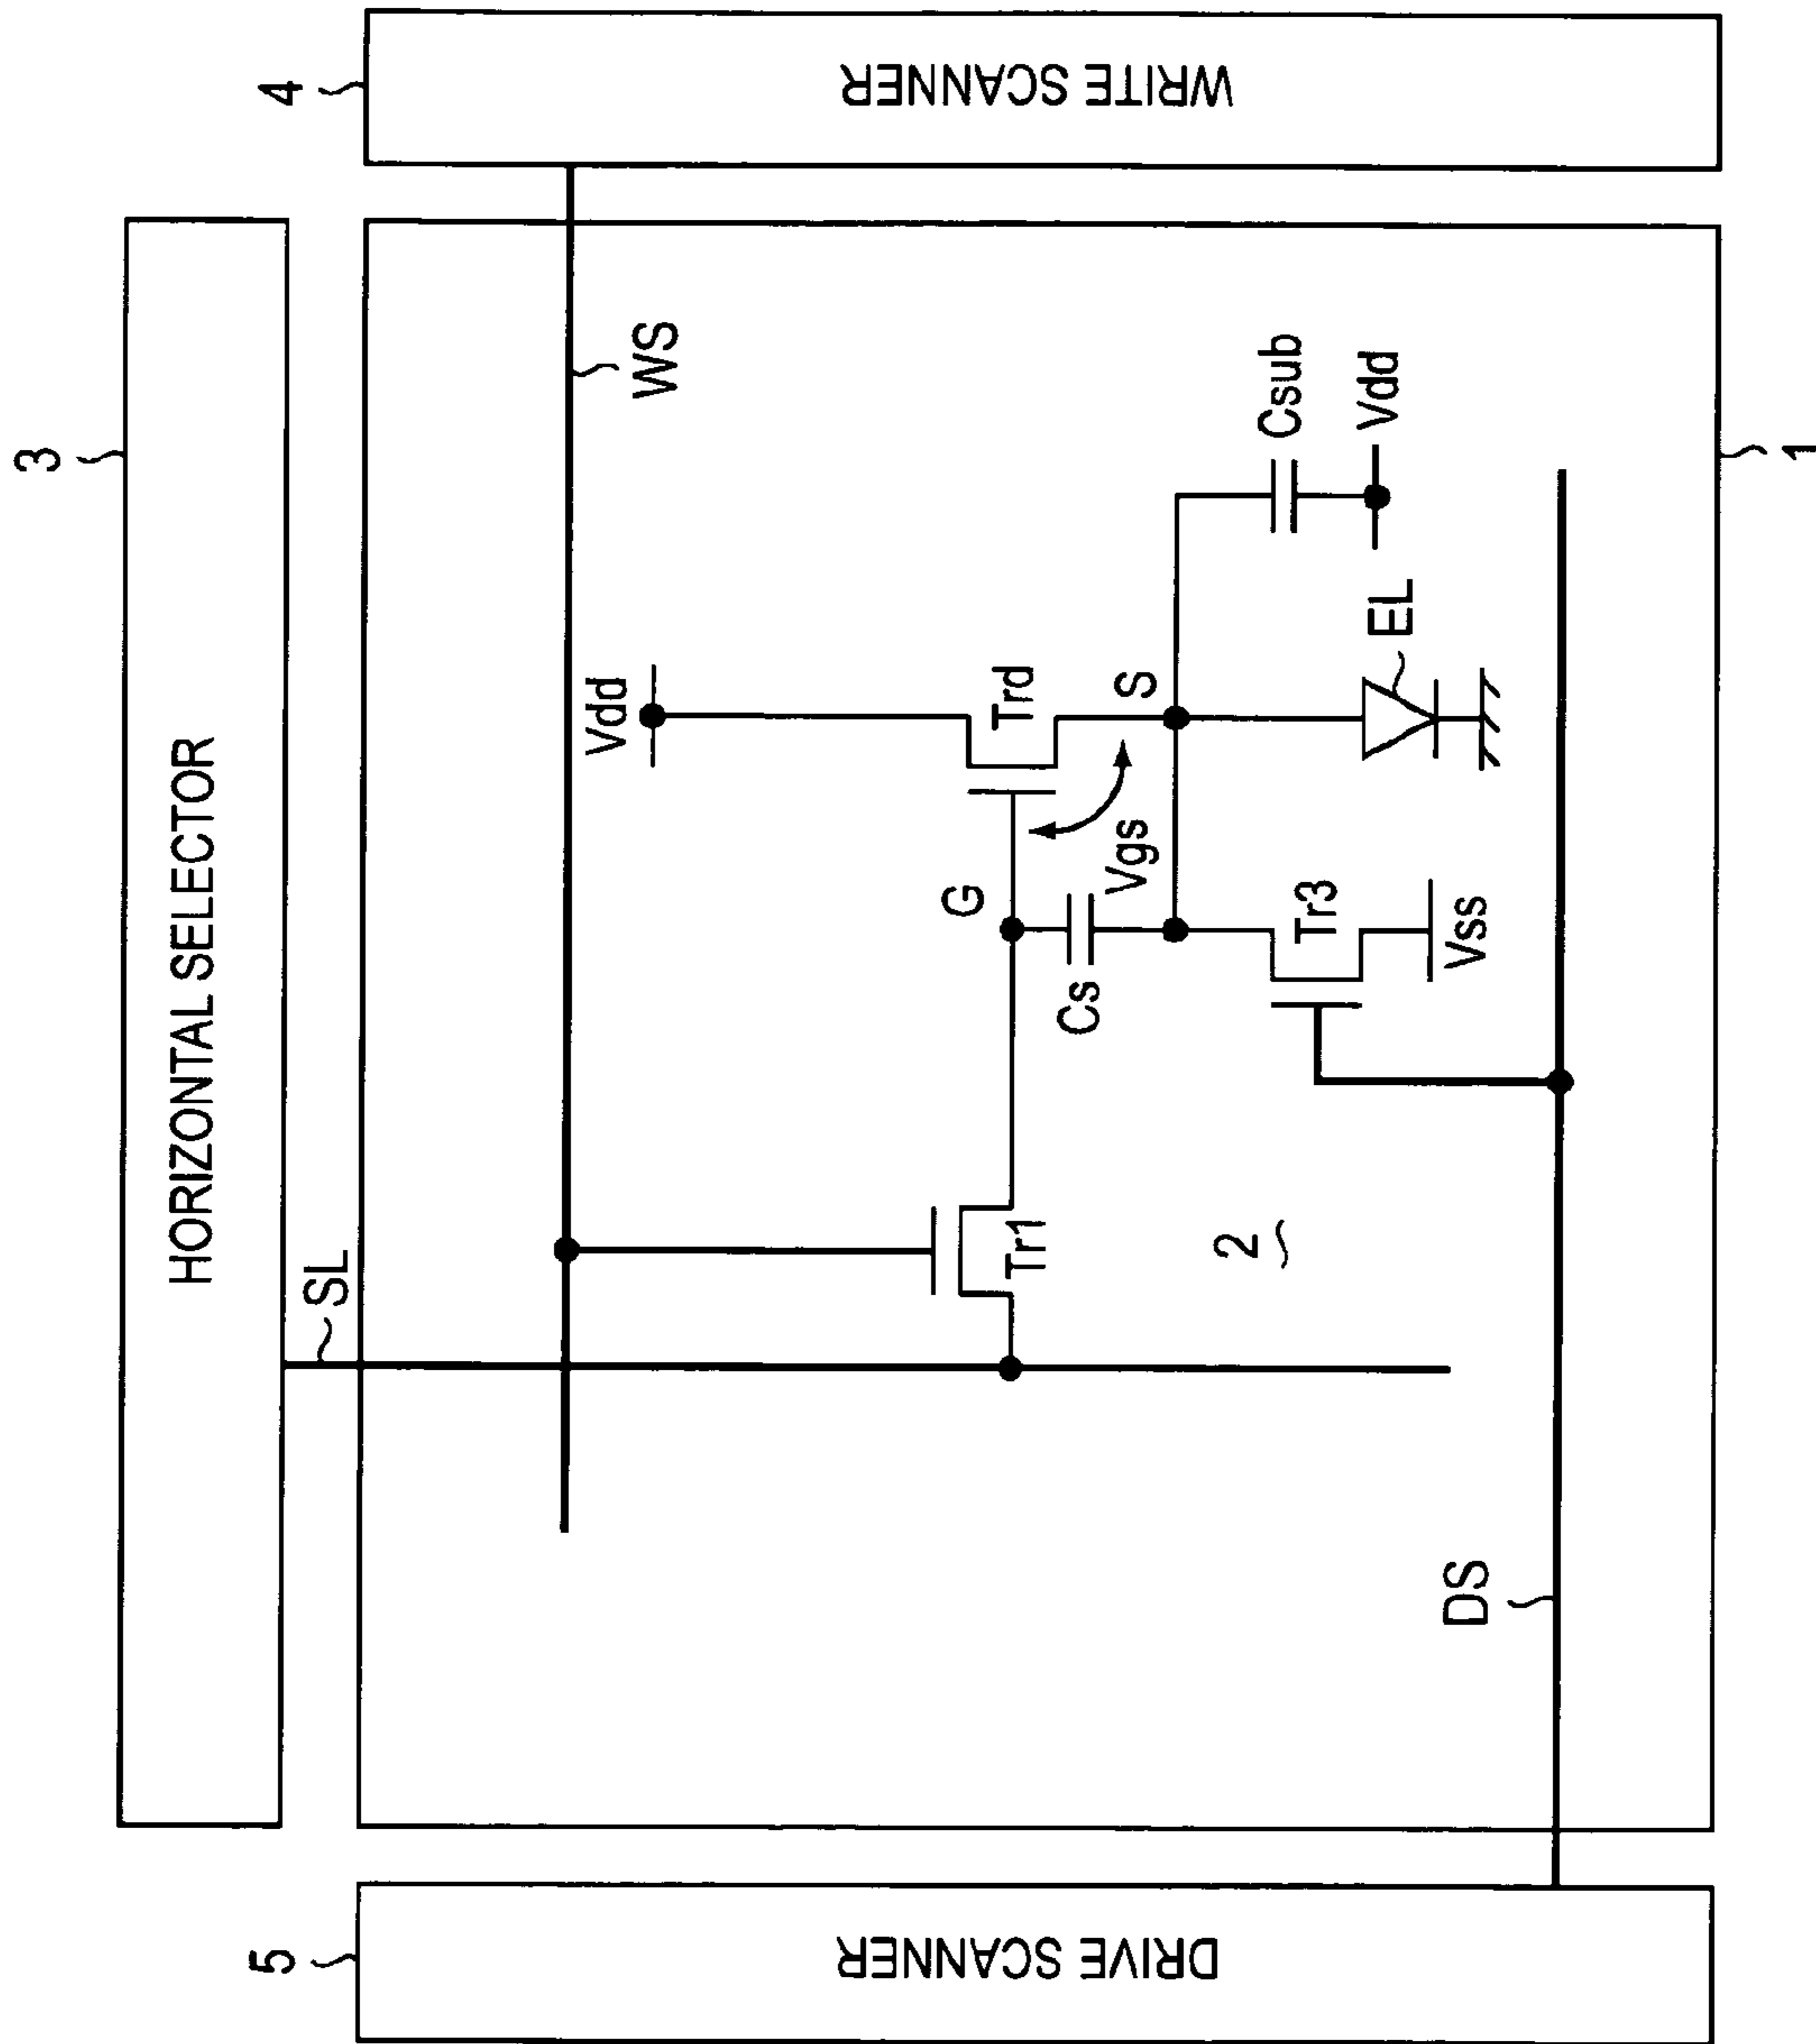 3
HORIZONTAL SELECTOR
SL
5
DRIVE SCANNER
4
WRITE SCANNER
WS
Vdd
Trd
G
S
Vgs
Cs
Tr1
Tr3
Vss
Csub
Vdd
EL
2
DS
1